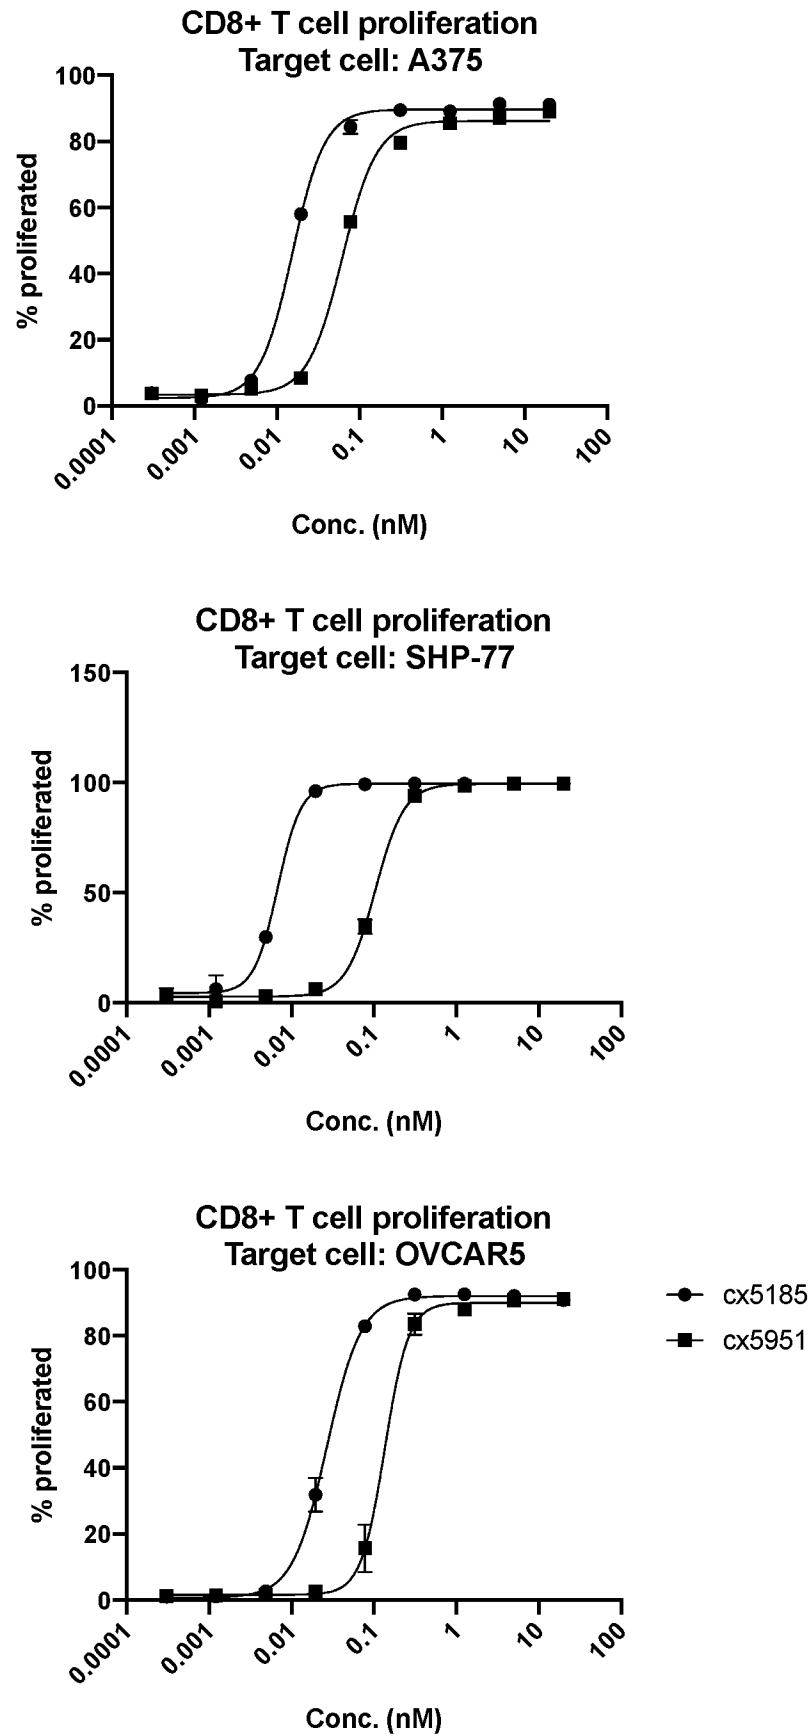 CD8+ T cell proliferation
Target cell: A375
100
80
60
40
20
0
% proliferated
0.0001
0.001
0.01
0.1
1
10
100
Conc. (nM)
CD8+ T cell proliferation
Target cell: SHP-77
150
100
50
0
% proliferated
0.0001
0.001
0.01
0.1
1
10
100
Conc. (nM)
CD8+ T cell proliferation
Target cell: OVCAR5
100
80
60
40
20
0
% proliferated
0.0001
0.001
0.01
0.1
1
10
100
Conc. (nM)
cx5185
cx5951